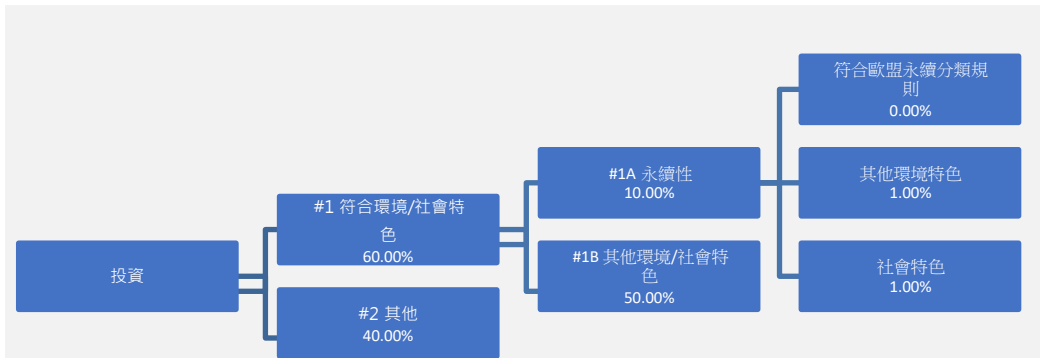 投資
#1 符合環境/社會特
色
60.00%
#2 其他
40.00%
#1A 永續性
10.00%
#1B 其他環境/社會特
色
50.00%
符合歐盟永續分類規
則
0.00%
其他環境特色
1.00%
社會特色
1.00%